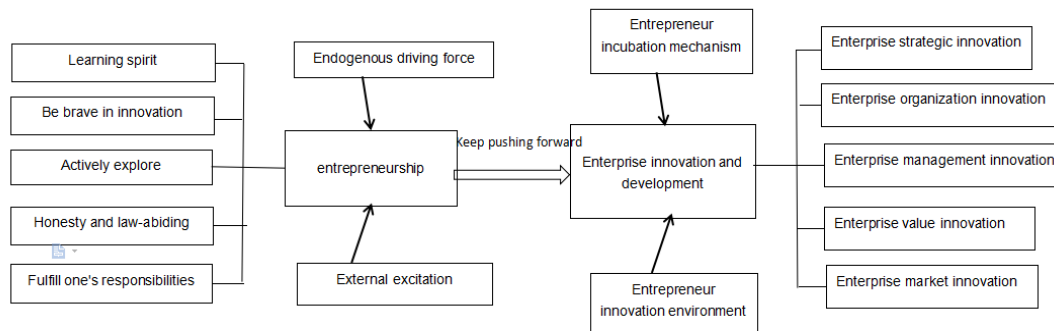 Learning spirit
Be brave in innovation
Actively explore
Honesty and law-abiding
Fulfill one's responsibilities
Endogenous driving force
entrepreneurship
External excitation
Keep pushing forward
Entrepreneur
incubation mechanism
Enterprise innovation and
development
Entrepreneur
innovation environment
Enterprise strategic innovation
Enterprise organization innovation
Enterprise management innovation
Enterprise value innovation
Enterprise market innovation